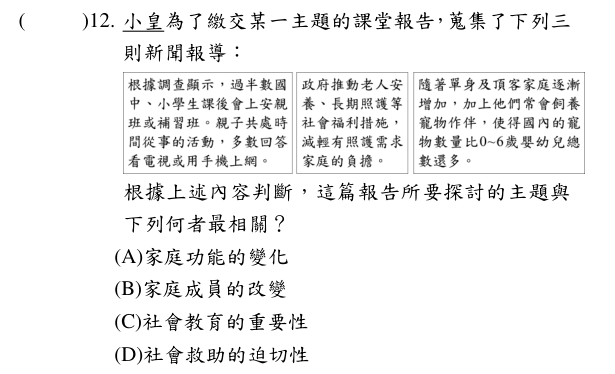 (    )12. 小皇為了繳交某一主題的課堂報告，蒐集了下列三
則新聞報導：
根據調查顯示，過半數國
中、小學生課後會上安親
班或補習班。親子共處時
間從事的活動，多數回答
看電視或用手機上網。
政府推動老人安
養、長期照護等
社會福利措施，
減輕有照護需求
家庭的負擔。
隨著單身及頂客家庭逐漸
增加，加上他們常會飼養
寵物作伴，使得國內的寵
物數量比0~6歲嬰幼兒總
數還多。
根據上述內容判斷，這篇報告所要探討的主題與
下列何者最相關？
(A)家庭功能的變化
(B)家庭成員的改變
(C)社會教育的重要性
(D)社會救助的迫切性